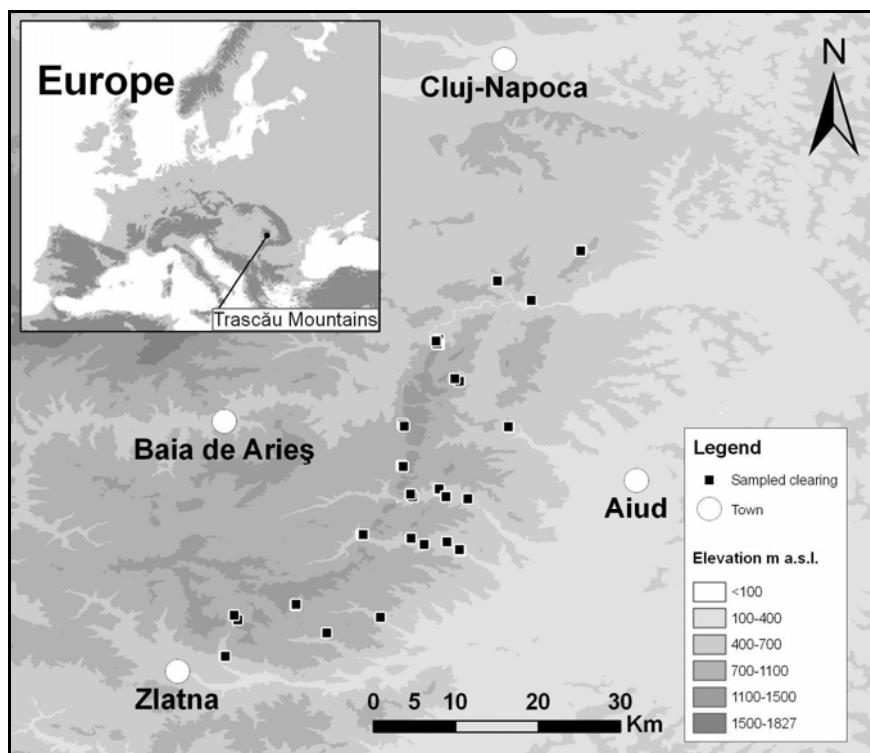 Europe
Trascău Mountains
Cluj-Napoca
N
Baia de Arieş
Aiud
Zlatna
Legend
Sampled clearing
Town
Elevation m a.s.l.
<100
100-400
400-700
700-1100
1100-1500
1500-1827
0 5 10 20 30
Km